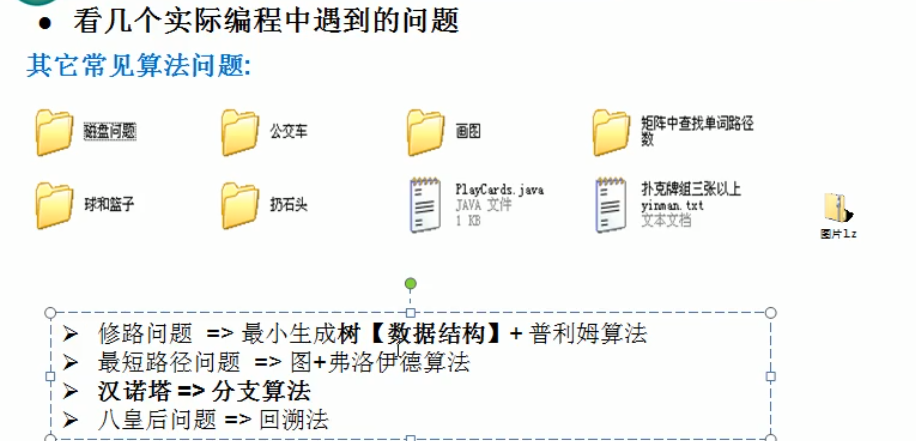 ● 看几个实际编程中遇到的问题
其它常见算法问题:
磁盘问题
公交车
画图
矩阵中查找单词路径
数
球和篮子
扔石头
PlayCards.java
JAVA 文件
1 KB
扑克牌组三张以上
yinman.txt
文本文档
图片1z
➢ 修路问题 => 最小生成树【数据结构】+ 普利姆算法
➢ 最短路径问题 => 图+弗洛伊德算法
➢ 汉诺塔 => 分支算法
➢ 八皇后问题 => 回溯法